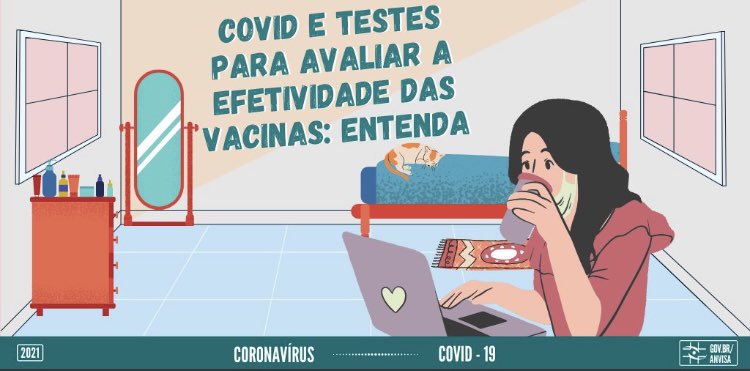 COVID E TESTES
PARA AVALIAR A
EFETIVIDADE DAS
VACINAS: ENTENDA
2021
CORONAVÍRUS
COVID - 19
GOV.BR/
ANVISA